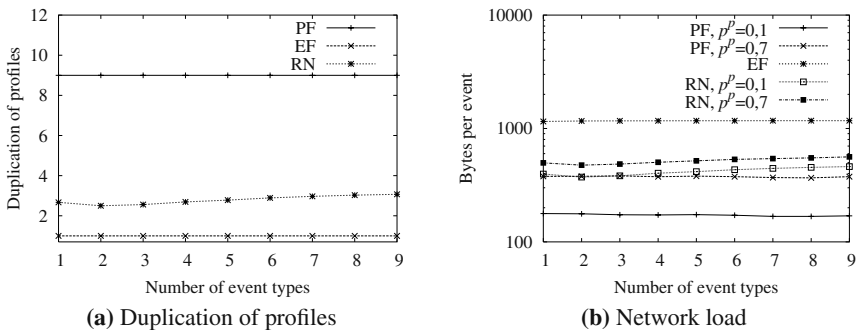 12
10
8
6
4
2
Duplication of profiles
PF
EF
RN
1 2 3 4 5 6 7 8 9
Number of event types
(a) Duplication of profiles
10000
1000
100
Bytes per event
PF, p^p=0,1
PF, p^p=0,7
EF
RN, p^p=0,1
RN, p^p=0,7
1 2 3 4 5 6 7 8 9
Number of event types
(b) Network load